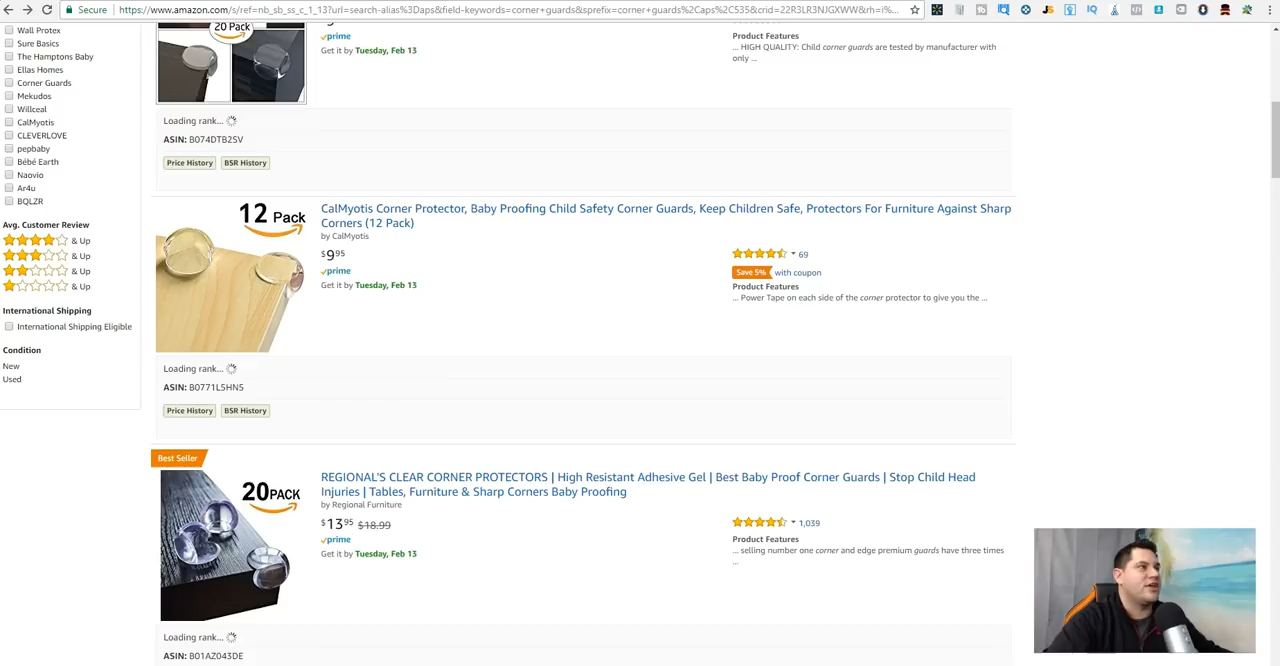 Secure
https://www.amazon.com/s/ref=nb_sb_ss_c_1_13?url=search-alias%3Daps&field-keywords=corner+guards&sprefix=corner+guards%2Caps%2C535&crid=22R3LR3NJGXWW&rh=i%...
Wall Protex
Sure Basics
The Hamptons Baby
Ellas Homes
Corner Guards
Mekudos
Willceal
CalMyotis
CLEVERLOVE
pepbaby
Bébé Earth
Naovio
Ar4u
BQLZR
Avg. Customer Review
& Up
& Up
& Up
& Up
International Shipping
International Shipping Eligible
Condition
New
Used
20 Pack
prime
Get it by Tuesday, Feb 13
Product Features
... HIGH QUALITY: Child corner guards are tested by manufacturer with
only ...
Loading rank...
ASIN: B074DTB2SV
Price History BSR History
12 Pack
CalMyotis Corner Protector, Baby Proofing Child Safety Corner Guards, Keep Children Safe, Protectors For Furniture Against Sharp
Corners (12 Pack)
by CalMyotis
$9.95
prime
Get it by Tuesday, Feb 13
69
Save 5% with coupon
Product Features
... Power Tape on each side of the corner protector to give you the ...
Loading rank...
ASIN: B0771L5HN5
Price History BSR History
Best Seller
20PACK
REGIONAL'S CLEAR CORNER PROTECTORS | High Resistant Adhesive Gel | Best Baby Proof Corner Guards | Stop Child Head
Injuries | Tables, Furniture & Sharp Corners Baby Proofing
by Regional Furniture
$13.95 $18.99
prime
Get it by Tuesday, Feb 13
1,039
Product Features
... selling number one corner and edge premium guards have three times
...
Loading rank...
ASIN: B01AZ043DE